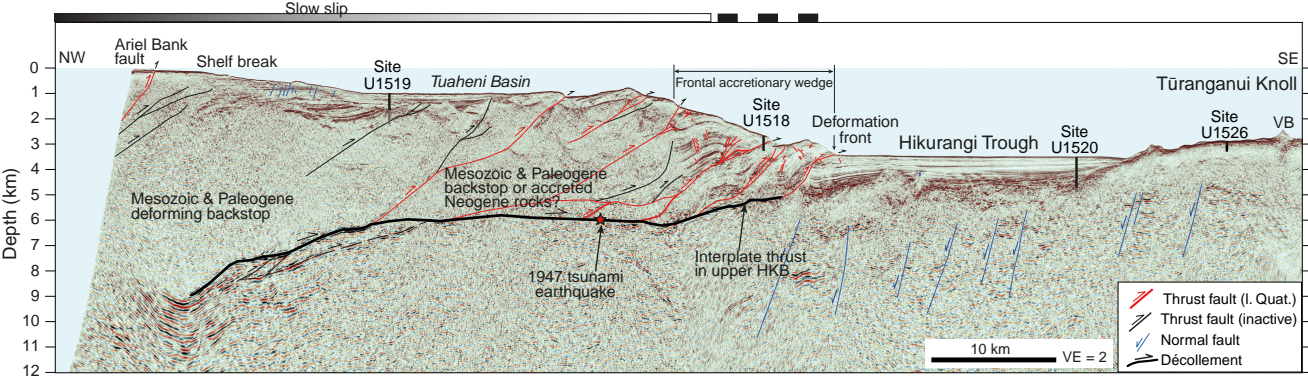 Slow slip
NW
Ariel Bank
fault
Shelf break
Site
U1519
Tuaheni Basin
Frontal accretionary wedge
Site
U1518
Deformation
front
Hikurangi Trough
Site
U1520
SE
Tūranganui Knoll
Site
U1526
VB
Depth (km)
0
1
2
3
4
5
6
7
8
9
10
11
12
Mesozoic & Paleogene
deforming backstop
Mesozoic & Paleogene
backstop or accreted
Neogene rocks?
1947 tsunami
earthquake
Interplate thrust
in upper HKB
10 km
VE = 2
Thrust fault (l. Quat.)
Thrust fault (inactive)
Normal fault
Décollement